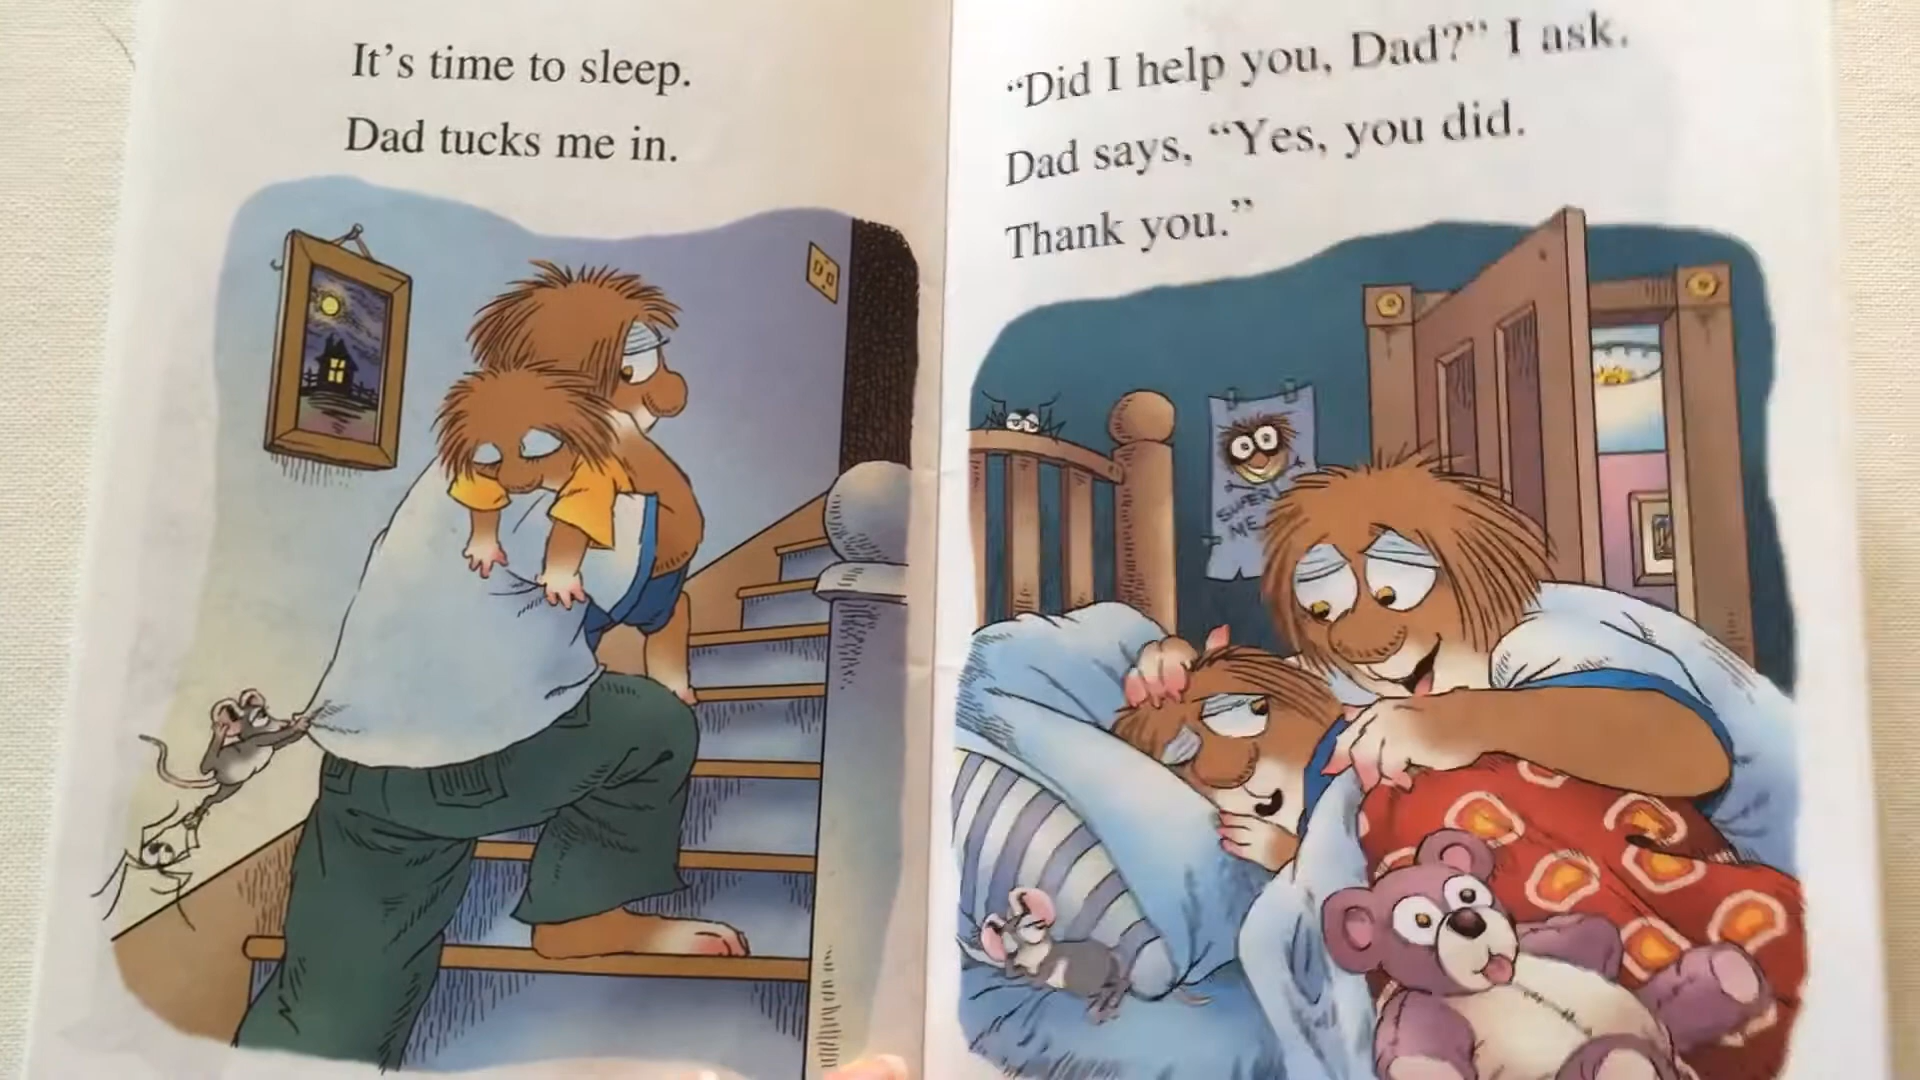 It's time to sleep.
Dad tucks me in.
“Did I help you, Dad?” I ask.
Dad says, “Yes, you did.
Thank you.”
SUPER
ME